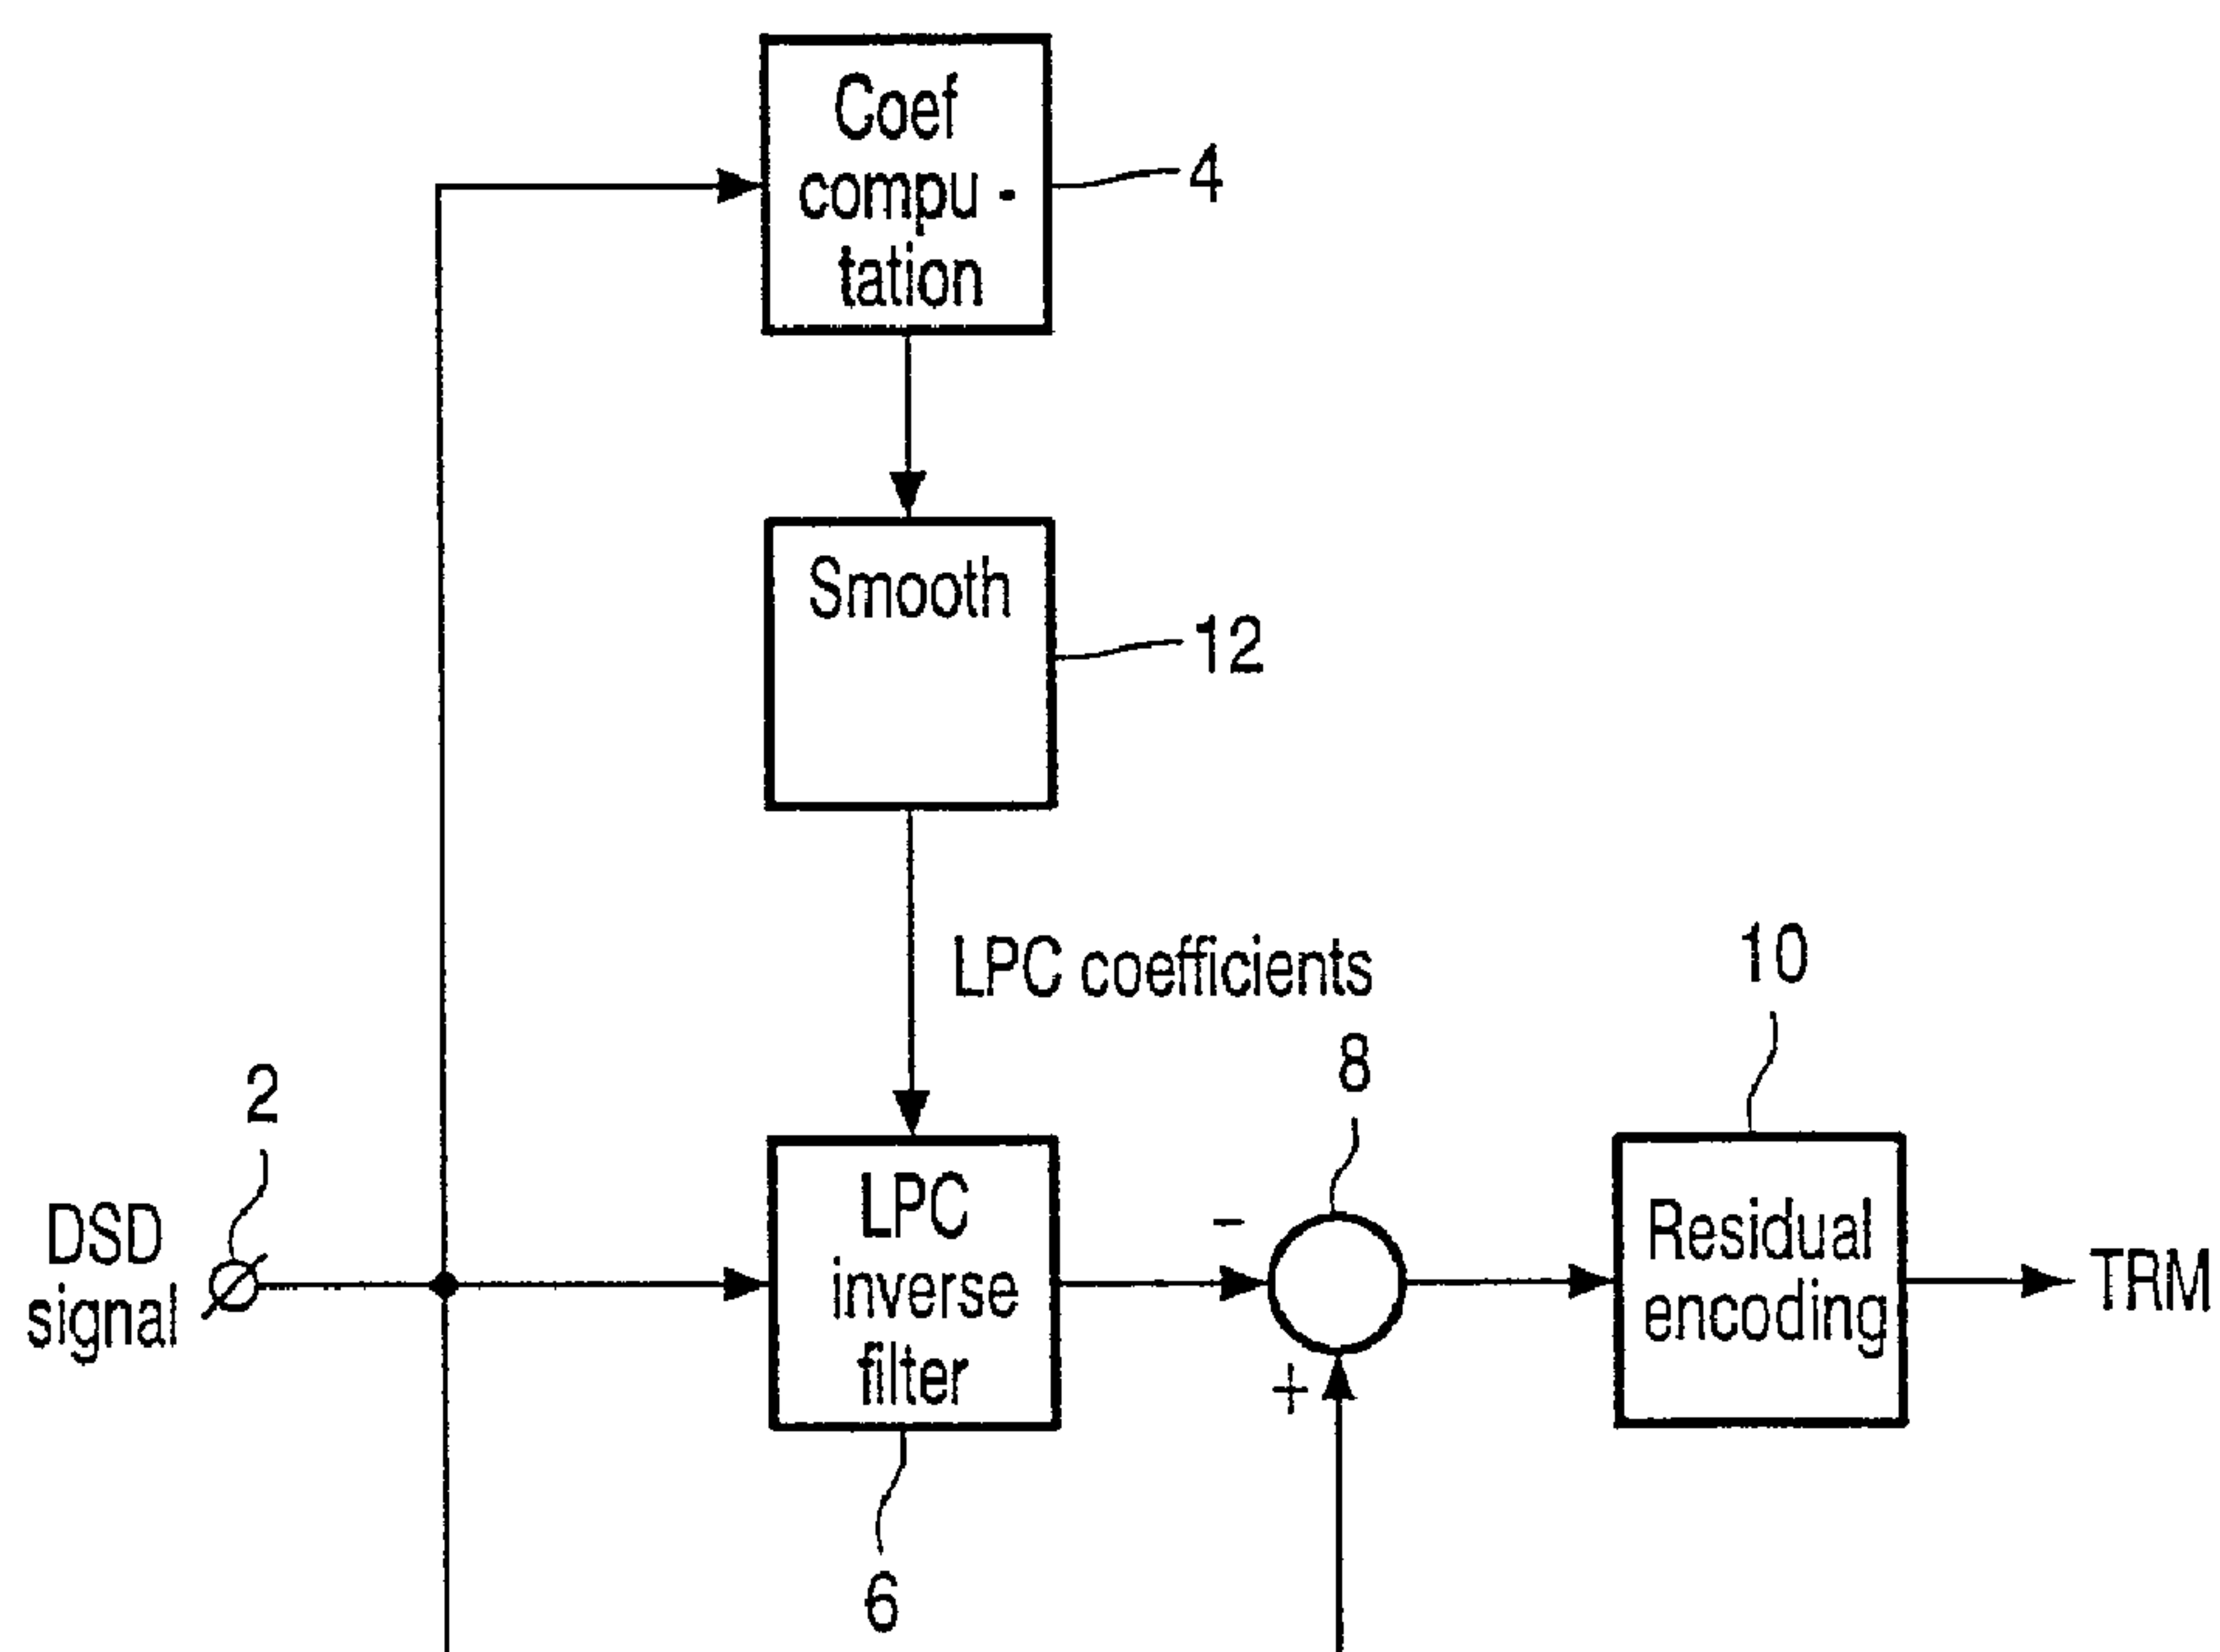 Coef
compu -
tation
4
Smooth
12
LPC coefficients
10
8
2
DSD
signal
LPC
inverse
filter
-
+
Residual
encoding
TRM
6